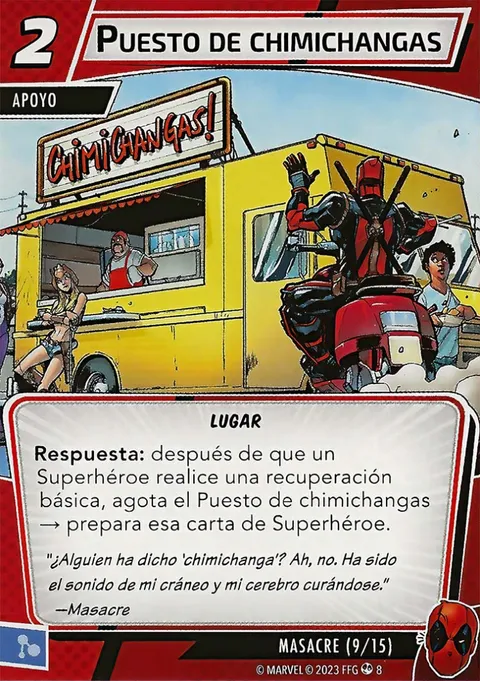 2
PUESTO DE CHIMICHANGAS
APOYO
CHIMICHANGAS!
LUGAR
Respuesta: después de que un
Superhéroe realice una recuperación
básica, agota el Puesto de chimichangas
→ prepara esa carta de Superhéroe.
"¿Alguien ha dicho 'chimichanga'? Ah, no. Ha sido
el sonido de mi cráneo y mi cerebro curándose."
—Masacre
MASACRE (9/15)
© MARVEL © 2023 FFG 8